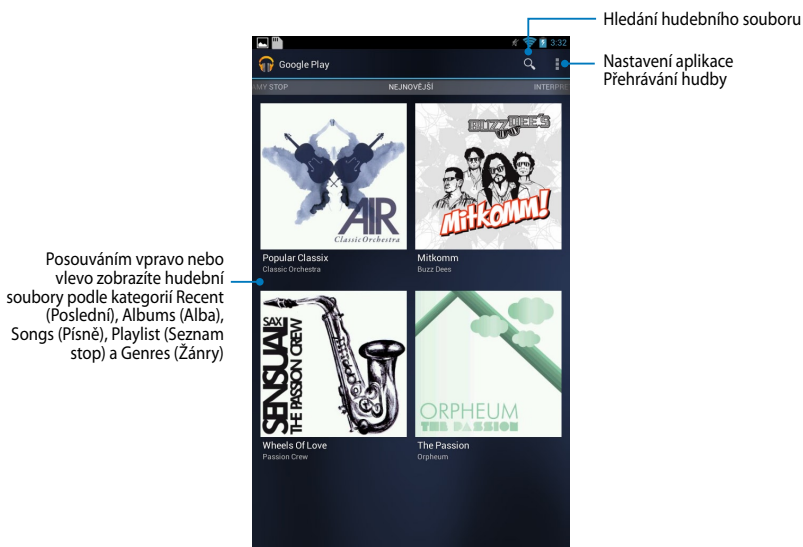 Hledání hudebního souboru
Nastavení aplikace
Přehrávání hudby
3:32
Google Play
AMY STOP
NEJNOVĚJŠÍ
INTERPRE
AIR
ClassicOrchestra
Popular Classix
Classic Orchestra
BUZZ DEE'S
MitKOMM!
Mitkomm
Buzz Dees
Posouváním vpravo nebo
vlevo zobrazíte hudební
soubory podle kategorií Recent
(Poslední), Albums (Alba),
Songs (Písně), Playlist (Seznam
stop) a Genres (Žánry)
SENSUAL SAX
THE PASSION CREW
Wheels Of Love
Passion Crew
ORPHEUM
THE PASSION
The Passion
Orpheum